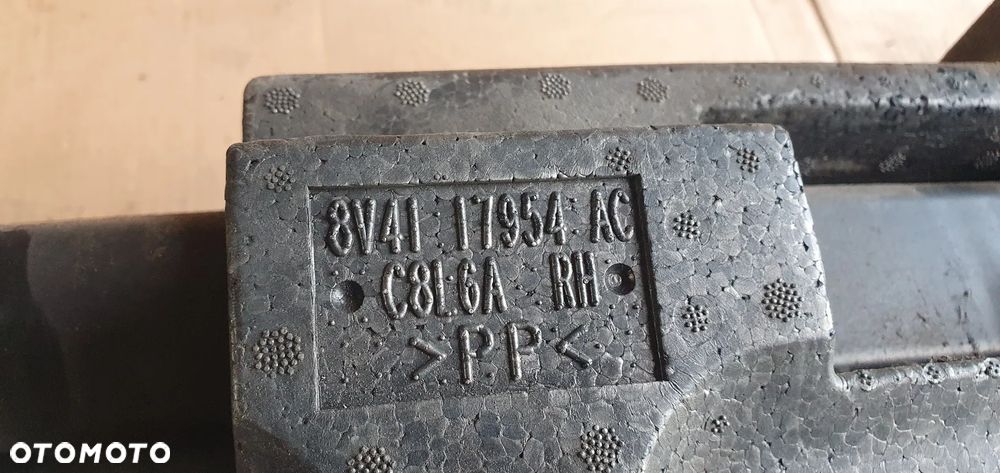 8V41 17954 AC
C8L6A RH
>PP<
OTOMOTO